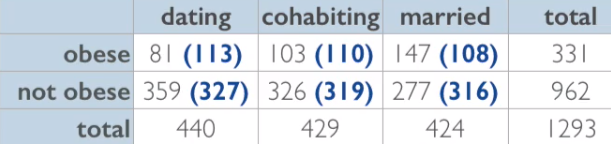 dating cohabiting married total
obese 81 (113) 103 (110) 147 (108) 331
not obese 359 (327) 326 (319) 277 (316) 962
total 440 429 424 1293